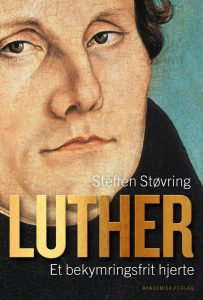 Steffen Støvring
LUTHER
Et bekymringsfrit hjerte
AKADEMISK FORLAG